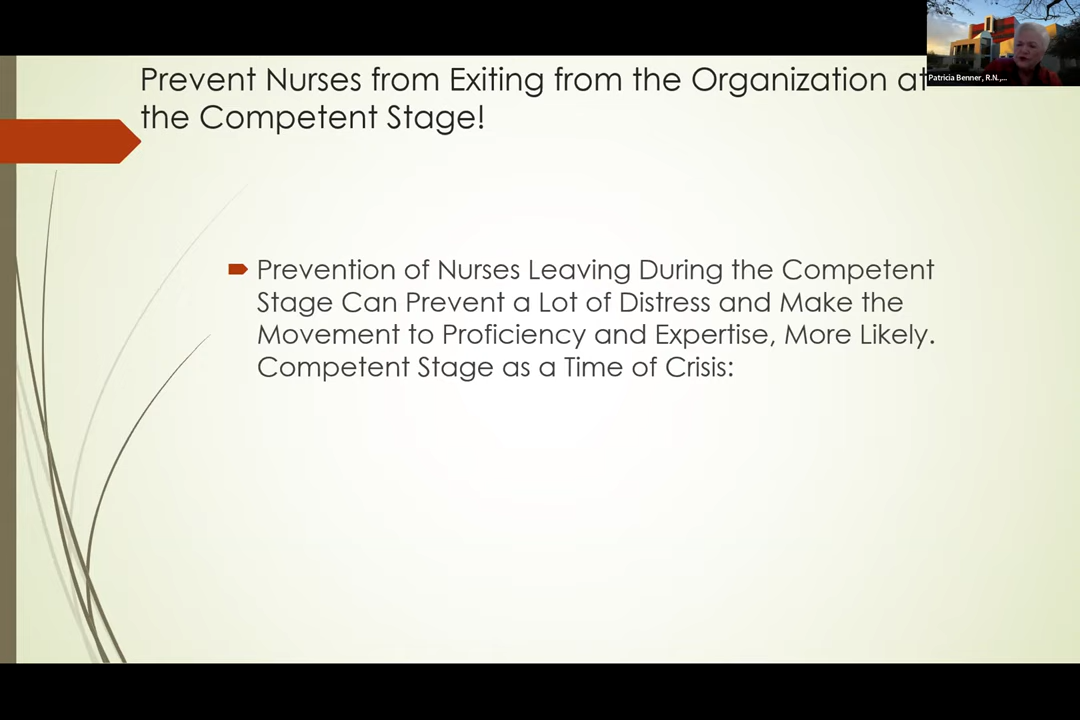 Prevent Nurses from Exiting from the Organization at
the Competent Stage!
Patricia Benner, R.N.,...
Prevention of Nurses Leaving During the Competent
Stage Can Prevent a Lot of Distress and Make the
Movement to Proficiency and Expertise, More Likely.
Competent Stage as a Time of Crisis: